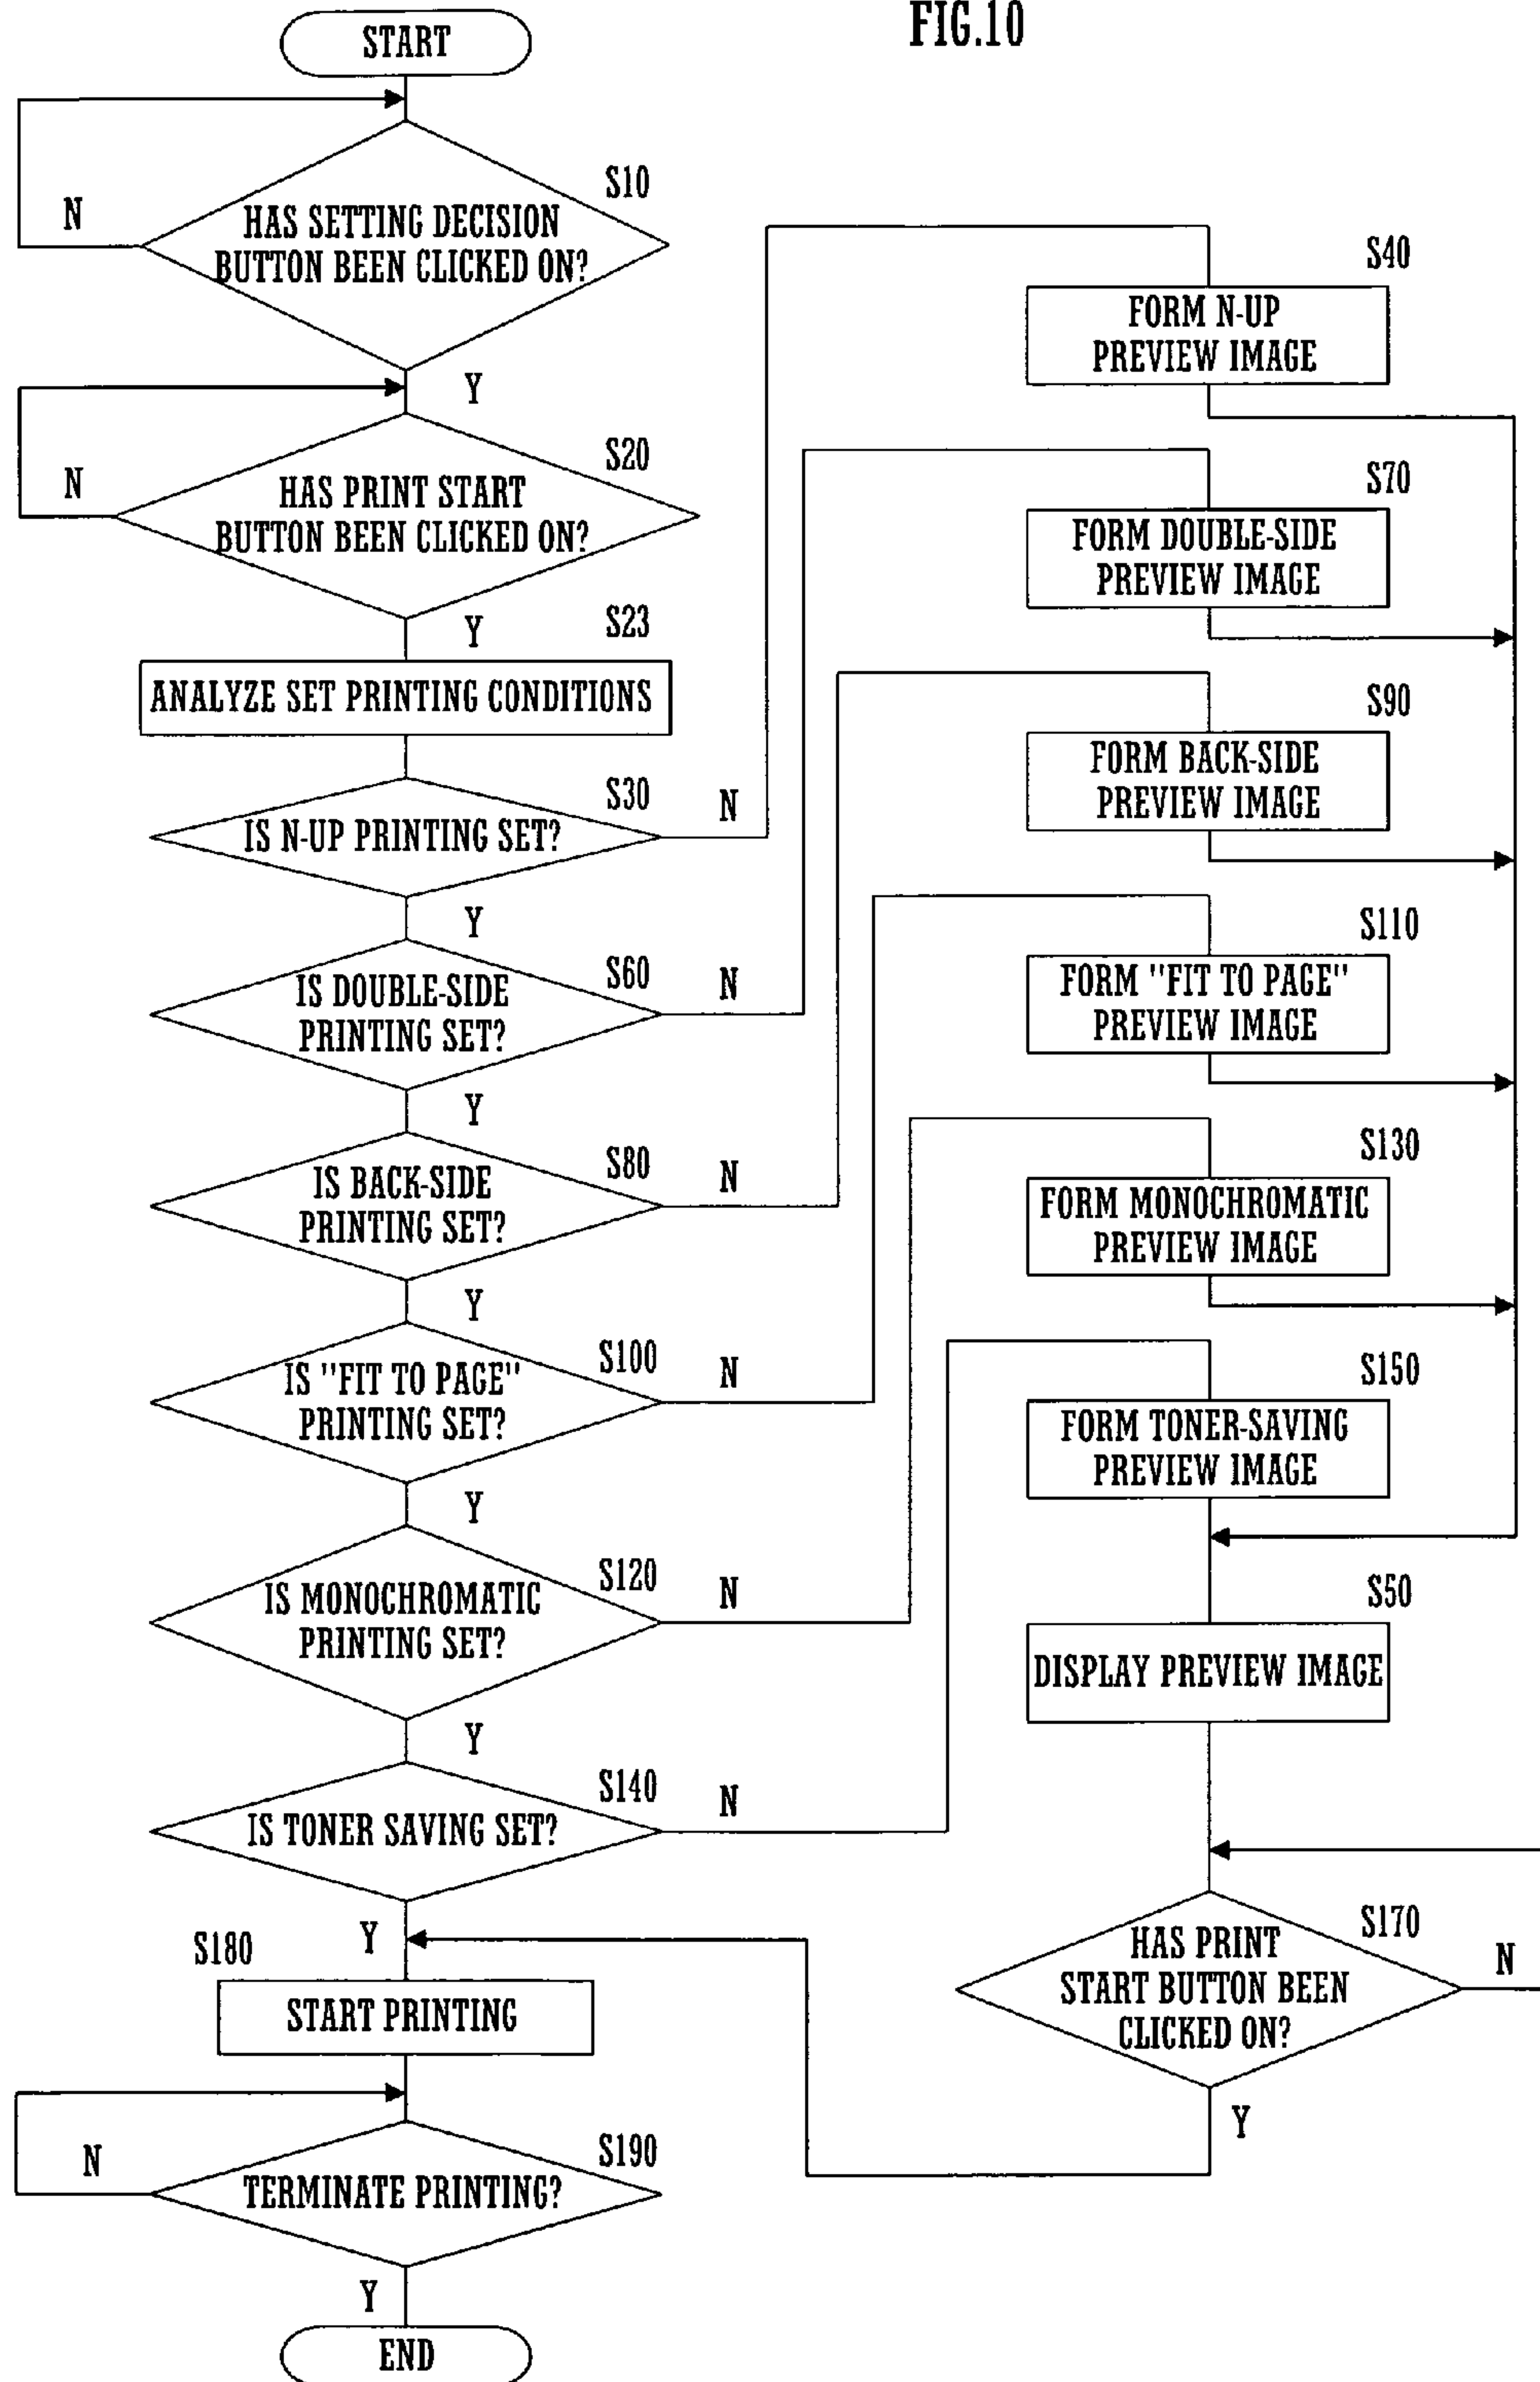 FIG.10
START
S10
HAS SETTING DECISION
BUTTON BEEN CLICKED ON?
N
Y
S20
HAS PRINT START
BUTTON BEEN CLICKED ON?
N
Y
S23
ANALYZE SET PRINTING CONDITIONS
S30
IS N-UP PRINTING SET?
N
Y
S60
IS DOUBLE-SIDE
PRINTING SET?
N
Y
S80
IS BACK-SIDE
PRINTING SET?
N
Y
S100
IS "FIT TO PAGE"
PRINTING SET?
N
Y
S120
IS MONOCHROMATIC
PRINTING SET?
N
Y
S140
IS TONER SAVING SET?
N
Y
S180
START PRINTING
S190
TERMINATE PRINTING?
N
Y
END
S40
FORM N-UP
PREVIEW IMAGE
S70
FORM DOUBLE-SIDE
PREVIEW IMAGE
S90
FORM BACK-SIDE
PREVIEW IMAGE
S110
FORM "FIT TO PAGE"
PREVIEW IMAGE
S130
FORM MONOCHROMATIC
PREVIEW IMAGE
S150
FORM TONER-SAVING
PREVIEW IMAGE
S50
DISPLAY PREVIEW IMAGE
S170
HAS PRINT
START BUTTON BEEN
CLICKED ON?
N
Y